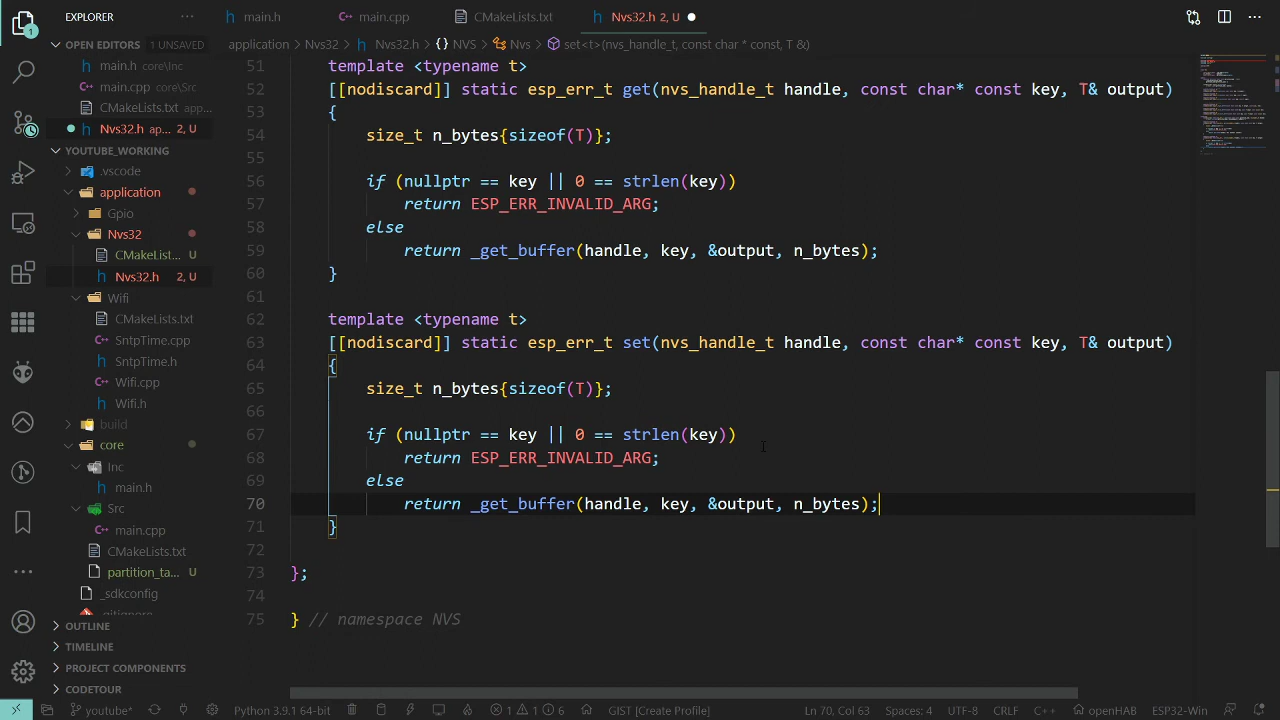 EXPLORER
OPEN EDITORS 1 UNSAVED
main.h core\Inc
main.cpp core\Src
CMakeLists.txt app...
Nvs32.h ap... 2, U
YOUTUBE_WORKING
.vscode
application
Gpio
Nvs32
CMakeList... U
Nvs32.h 2, U
Wifi
CMakeLists.txt
SntpTime.cpp
SntpTime.h
Wifi.cpp
Wifi.h
build
core
Inc
main.h
Src
main.cpp
CMakeLists.txt
partition_ta... U
_sdkconfig
.gitignore
OUTLINE
TIMELINE
PROJECT COMPONENTS
CODETOUR
main.h main.cpp CMakeLists.txt Nvs32.h 2, U
application > Nvs32 > Nvs32.h > {} NVS > Nvs > set<t>(nvs_handle_t, const char * const, T &)
51 template <typename t>
52 [[nodiscard]] static esp_err_t get(nvs_handle_t handle, const char* const key, T& output)
53 {
54 size_t n_bytes{sizeof(T)};
55
56 if (nullptr == key || 0 == strlen(key))
57 return ESP_ERR_INVALID_ARG;
58 else
59 return _get_buffer(handle, key, &output, n_bytes);
60 }
61
62 template <typename t>
63 [[nodiscard]] static esp_err_t set(nvs_handle_t handle, const char* const key, T& output)
64 {
65 size_t n_bytes{sizeof(T)};
66
67 if (nullptr == key || 0 == strlen(key))
68 return ESP_ERR_INVALID_ARG;
69 else
70 return _get_buffer(handle, key, &output, n_bytes);
71 }
72
73 };
74
75 } // namespace NVS
youtube* Python 3.9.1 64-bit 1 1 6 GIST [Create Profile] Ln 70, Col 63 Spaces: 4 UTF-8 CRLF C++ openHAB ESP32-Win